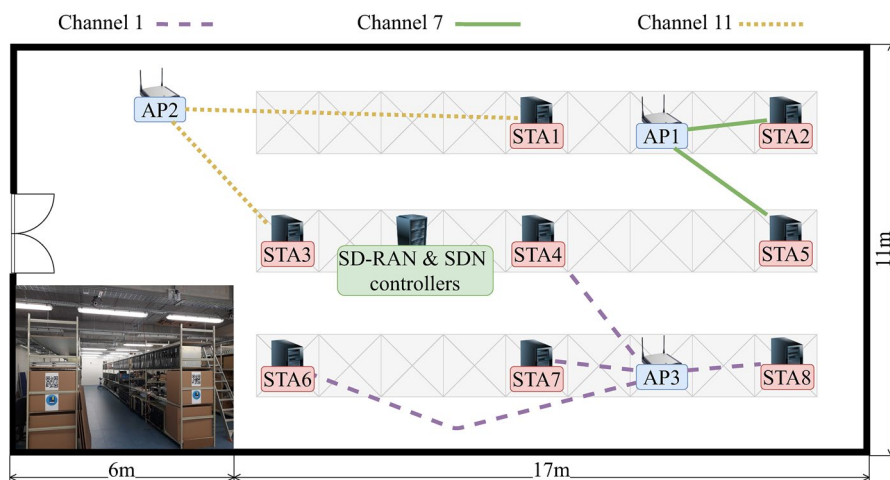 Channel 1
Channel 7
Channel 11
AP2
STA1
AP1
STA2
STA3
SD-RAN & SDN
controllers
STA4
STA5
STA6
STA7
AP3
STA8
11m
6m
17m